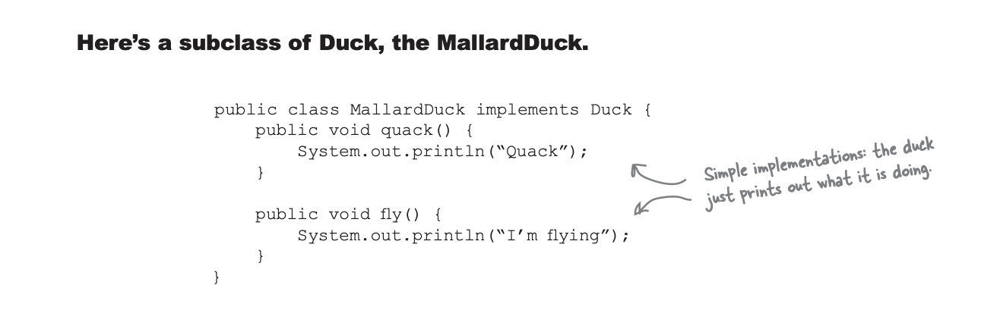 Here’s a subclass of Duck, the MallardDuck.
public class MallardDuck implements Duck {
public void quack() {
System.out.println(“Quack”);
}
public void fly() {
System.out.println(“I’m flying”);
}
}
Simple implementations: the duck
just prints out what it is doing.